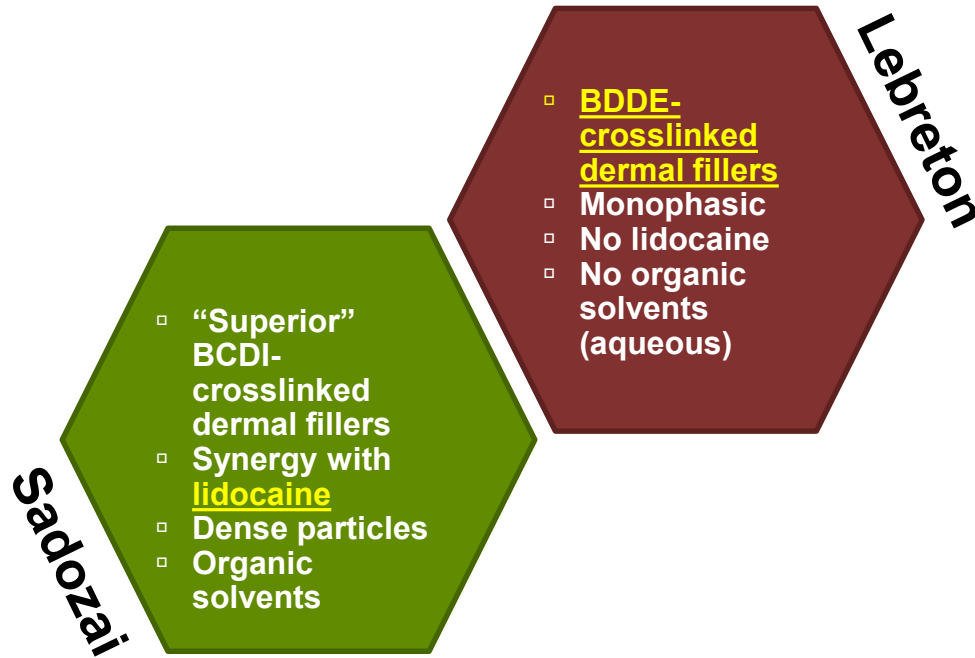 Lebreton
▫ BDDE-
crosslinked
dermal fillers
▫ Monophasic
▫ No lidocaine
▫ No organic
solvents
(aqueous)
Sadozai
▫ “Superior”
BCDI-
crosslinked
dermal fillers
▫ Synergy with
lidocaine
▫ Dense particles
▫ Organic
solvents